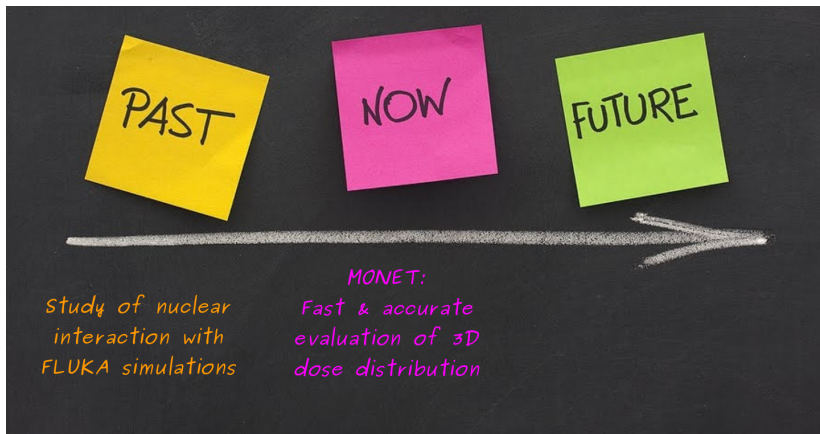 PAST
NOW
FUTURE
Study of nuclear
interaction with
FLUKA simulations
MONET:
Fast & accurate
evaluation of 3D
dose distribution